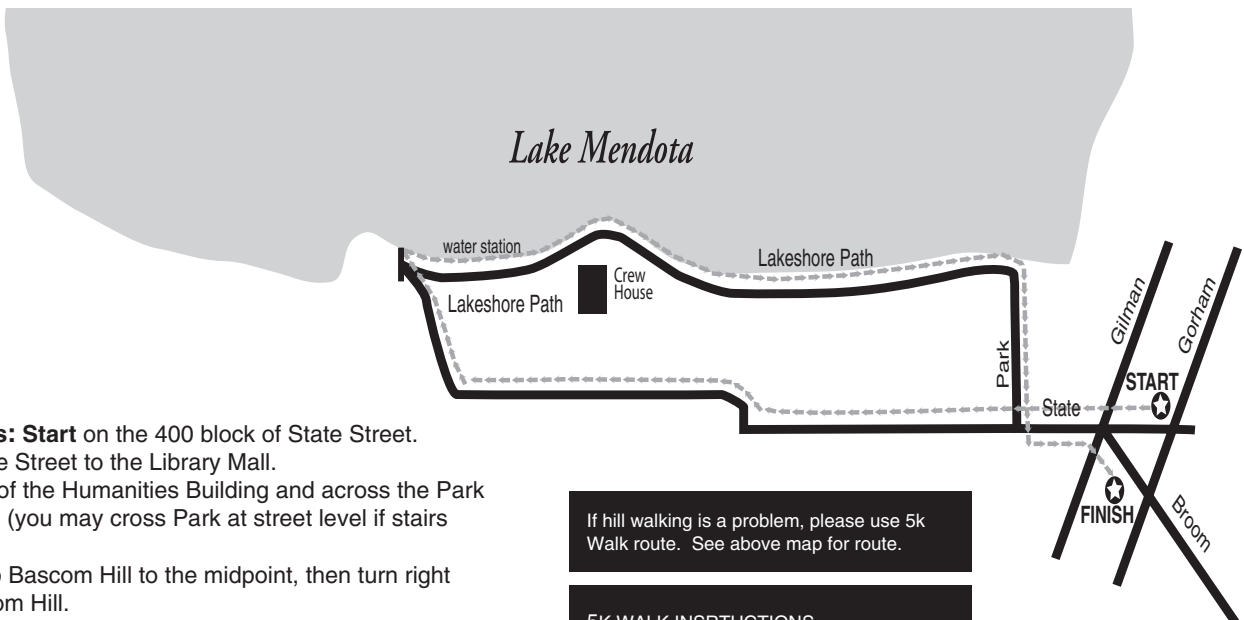 Lake Mendota
water station
Lakeshore Path
Crew
House
Lakeshore Path
Gilman
Gorham
Park
START
State
FINISH
Broom
s: Start on the 400 block of State Street.
e Street to the Library Mall.
of the Humanities Building and across the Park
(you may cross Park at street level if stairs
o Bascom Hill to the midpoint, then turn right
om Hill.
If hill walking is a problem, please use 5k
Walk route. See above map for route.
5K WALK INSRTUCTIONS